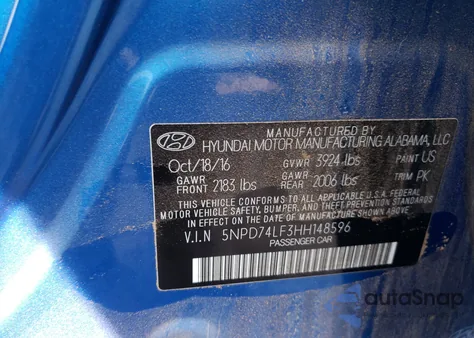 MANUFACTURED BY
HYUNDAI MOTOR MANUFACTURING ALABAMA, LLC
Oct/18/16 GVWR 3924 lbs PAINT US
GAWR FRONT 2183 lbs GAWR REAR 2006 lbs TRIM PK
THIS VEHICLE CONFORMS TO ALL APPLICABLE U.S. FEDERAL
MOTOR VEHICLE SAFETY, BUMPER, AND THEFT PREVENTION STANDARDS
IN EFFECT ON THE DATE OF MANUFACTURE SHOWN ABOVE.
V.I.N 5NPD74LF3HH148596
PASSENGER CAR
autoSnap